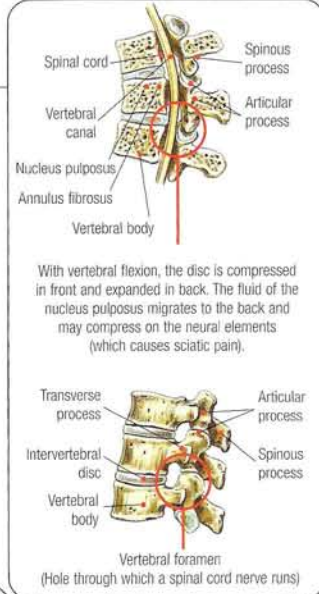 Spinal cord
Spinous
process
Vertebral
canal
Articular
process
Nucleus pulposus
Annulus fibrosus
Vertebral body
With vertebral flexion, the disc is compressed
in front and expanded in back. The fluid of the
nucleus pulposus migrates to the back and
may compress on the neural elements
(which causes sciatic pain).
Transverse
process
Articular
process
Intervertebral
disc
Spinous
process
Vertebral
body
Vertebral foramen
(Hole through which a spinal cord nerve runs)